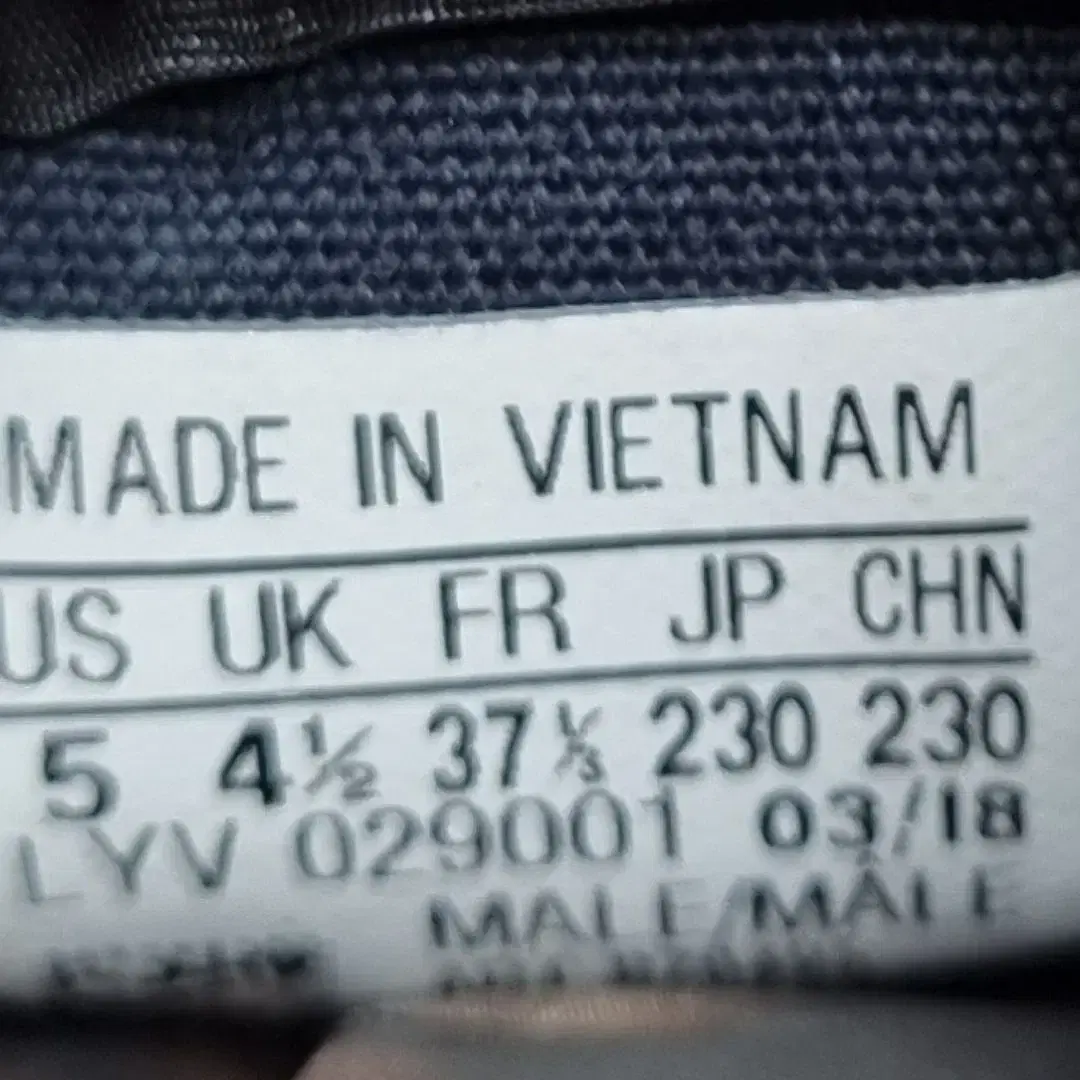 MADE IN VIETNAM
US UK FR JP CHN
5 4½ 37⅓ 230 230
LYV 029001 03/18
MALE/MÂLE